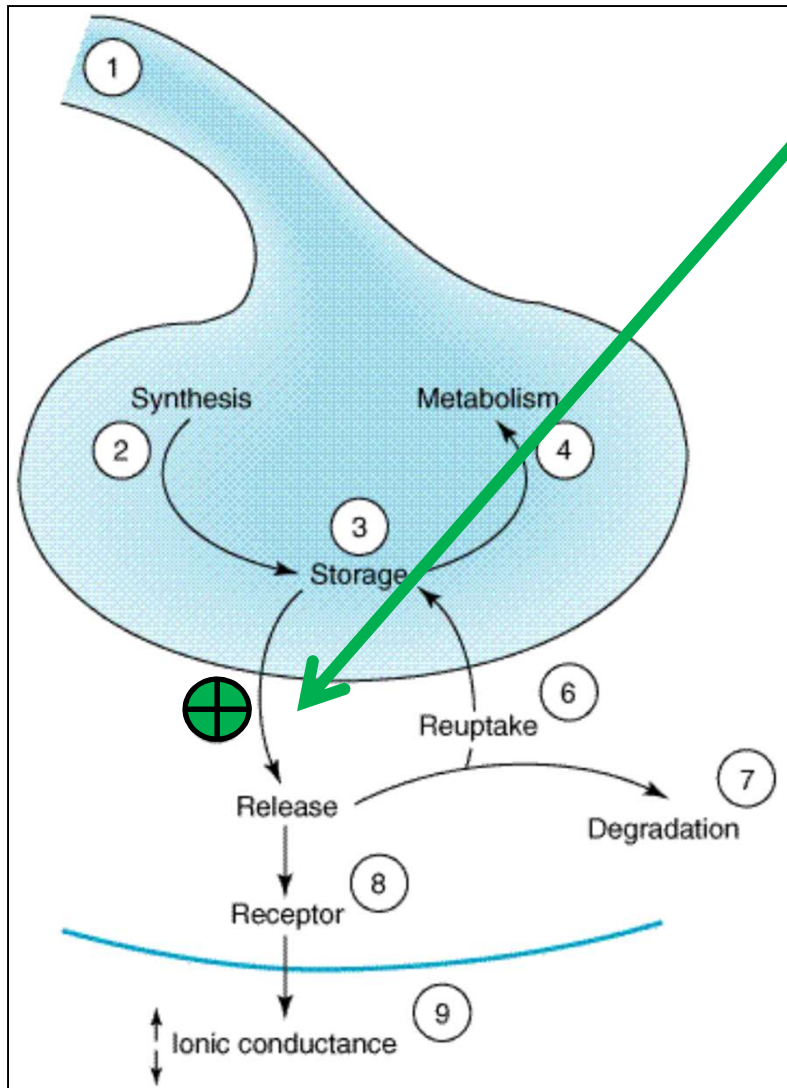 1
Synthesis
Metabolism
2
4
3
Storage
6
Reuptake
7
Release
Degradation
8
Receptor
9
Ionic conductance